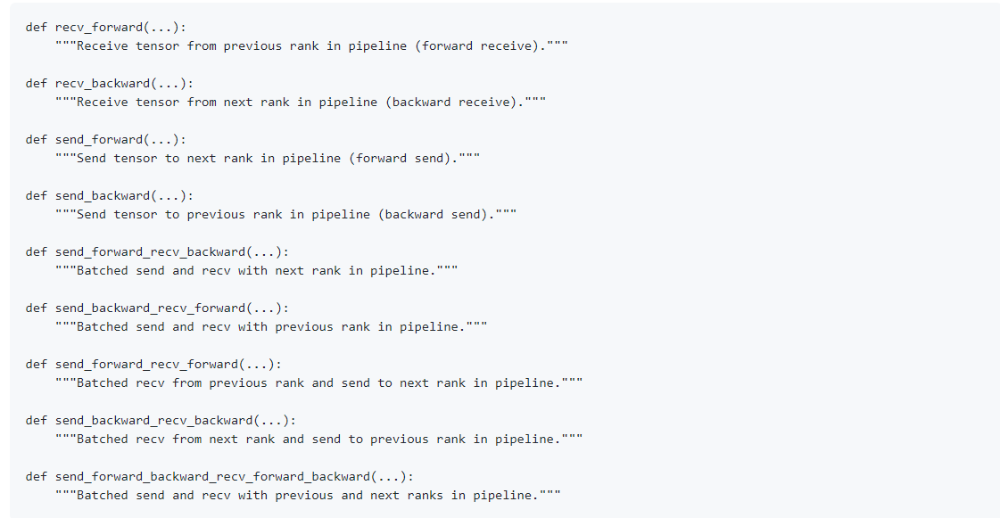 def recv_forward(...):
    """Receive tensor from previous rank in pipeline (forward receive)."""
def recv_backward(...):
    """Receive tensor from next rank in pipeline (backward receive)."""
def send_forward(...):
    """Send tensor to next rank in pipeline (forward send)."""
def send_backward(...):
    """Send tensor to previous rank in pipeline (backward send)."""
def send_forward_recv_backward(...):
    """Batched send and recv with next rank in pipeline."""
def send_backward_recv_forward(...):
    """Batched send and recv with previous rank in pipeline."""
def send_forward_recv_forward(...):
    """Batched recv from previous rank and send to next rank in pipeline."""
def send_backward_recv_backward(...):
    """Batched recv from next rank and send to previous rank in pipeline."""
def send_forward_backward_recv_forward_backward(...):
    """Batched send and recv with previous and next ranks in pipeline."""